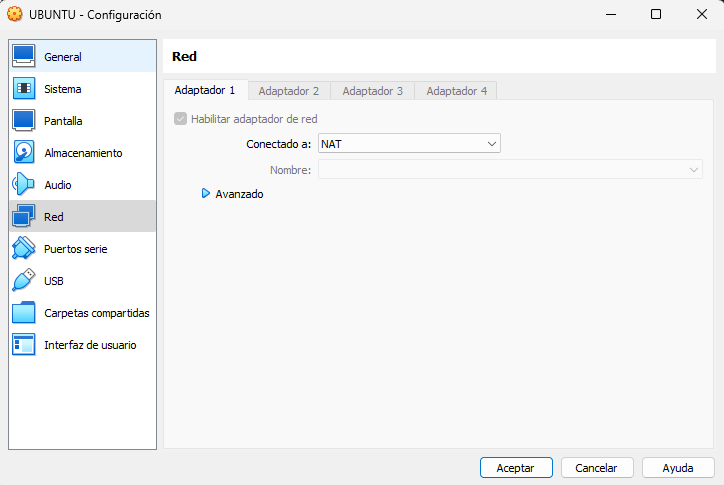 UBUNTU - Configuración
General
Sistema
Pantalla
Almacenamiento
Audio
Red
Puertos serie
USB
Carpetas compartidas
Interfaz de usuario
Red
Adaptador 1 Adaptador 2 Adaptador 3 Adaptador 4
Habilitar adaptador de red
Conectado a: NAT
Nombre:
Avanzado
Aceptar Cancelar Ayuda